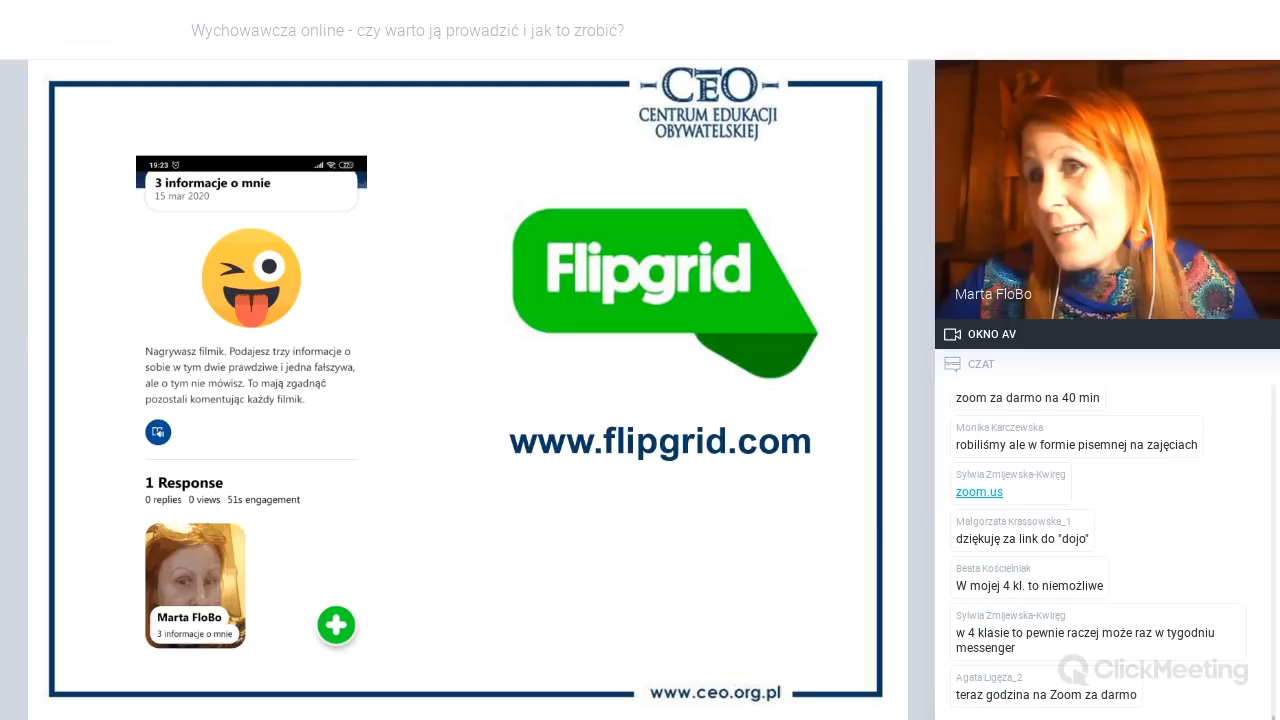 Wychowawcza online - czy warto ją prowadzić i jak to zrobić?
CEO
CENTRUM EDUKACJI
OBYWATELSKIEJ
19:23
27
3 informacje o mnie
15 mar 2020
Nagrywasz filmik. Podajesz trzy informacje o
sobie w tym dwie prawdziwe i jedna fałszywa,
ale o tym nie mówisz. To mają zgadnąć
pozostali komentując każdy filmik.
1 Response
0 replies 0 views 51s engagement
Marta FloBo
3 informacje o mnie
Flipgrid
www.flipgrid.com
www.ceo.org.pl
Marta FloBo
OKNO AV
CZAT
zoom za darmo na 40 min
Monika Karczewska
robiliśmy ale w formie pisemnej na zajęciach
Sylwia Żmijewska-Kwiręg
zoom.us
Małgorzata Krassowska_1
dziękuję za link do "dojo"
Beata Kościelniak
W mojej 4 kl. to niemożliwe
Sylwia Żmijewska-Kwiręg
w 4 klasie to pewnie raczej może raz w tygodniu
messenger
Agata Ligęza_2
teraz godzina na Zoom za darmo
ClickMeeting